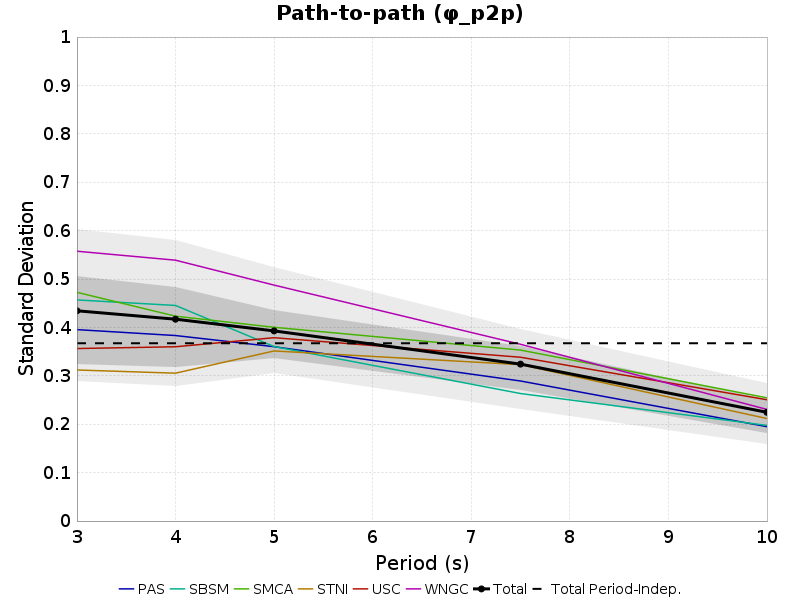 Path-to-path (φ_p2p)
1
0.9
0.8
0.7
0.6
0.5
0.4
0.3
0.2
0.1
0
Standard Deviation
3 4 5 6 7 8 9 10
Period (s)
PAS SBSM SMCA STNI USC WNGC Total Total Period-Indep.